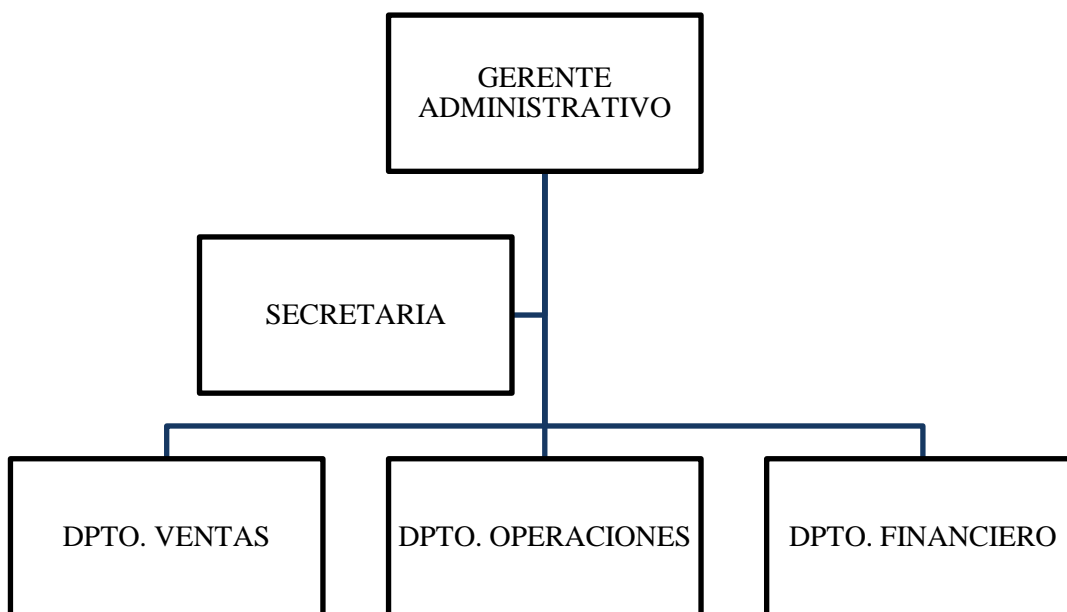 GERENTE
ADMINISTRATIVO
SECRETARIA
DPTO. VENTAS
DPTO. OPERACIONES
DPTO. FINANCIERO